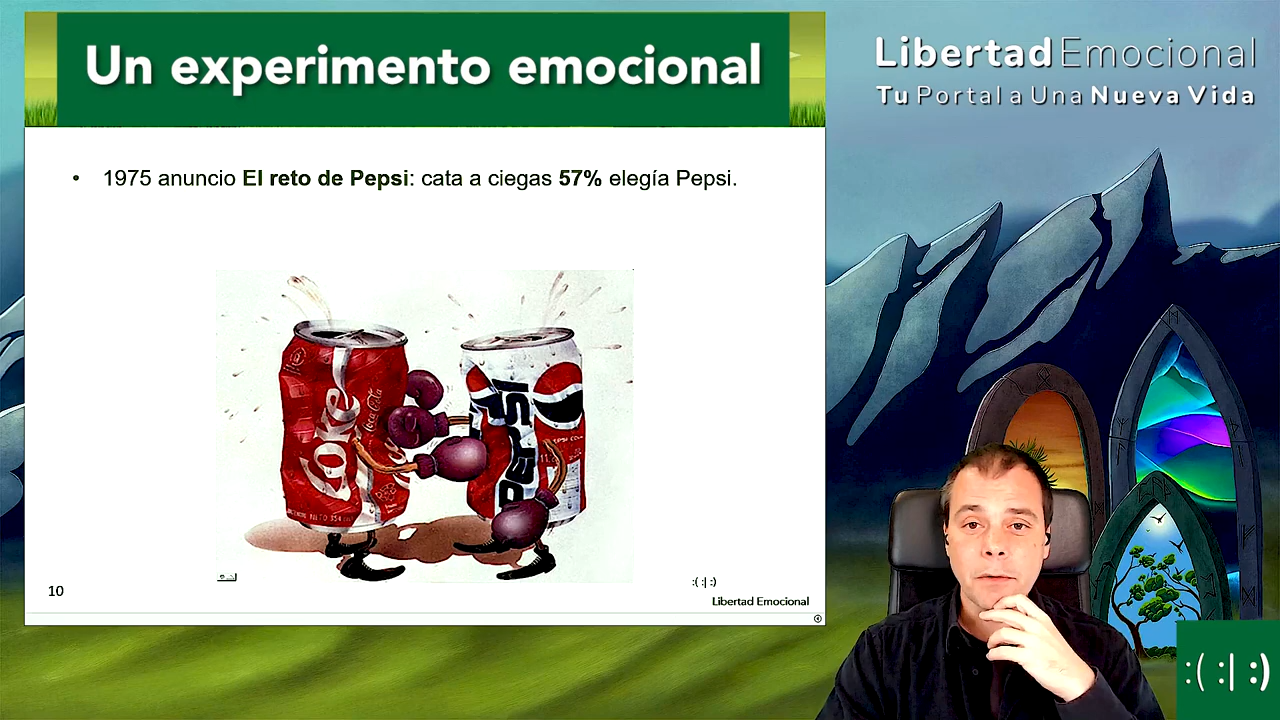 Un experimento emocional
Libertad Emocional
Tu Portal a Una Nueva Vida
• 1975 anuncio El reto de Pepsi: cata a ciegas 57% elegía Pepsi.
Coke
Coca-Cola
PEPSI
10
:( :| :)
Libertad Emocional
:( :| :)